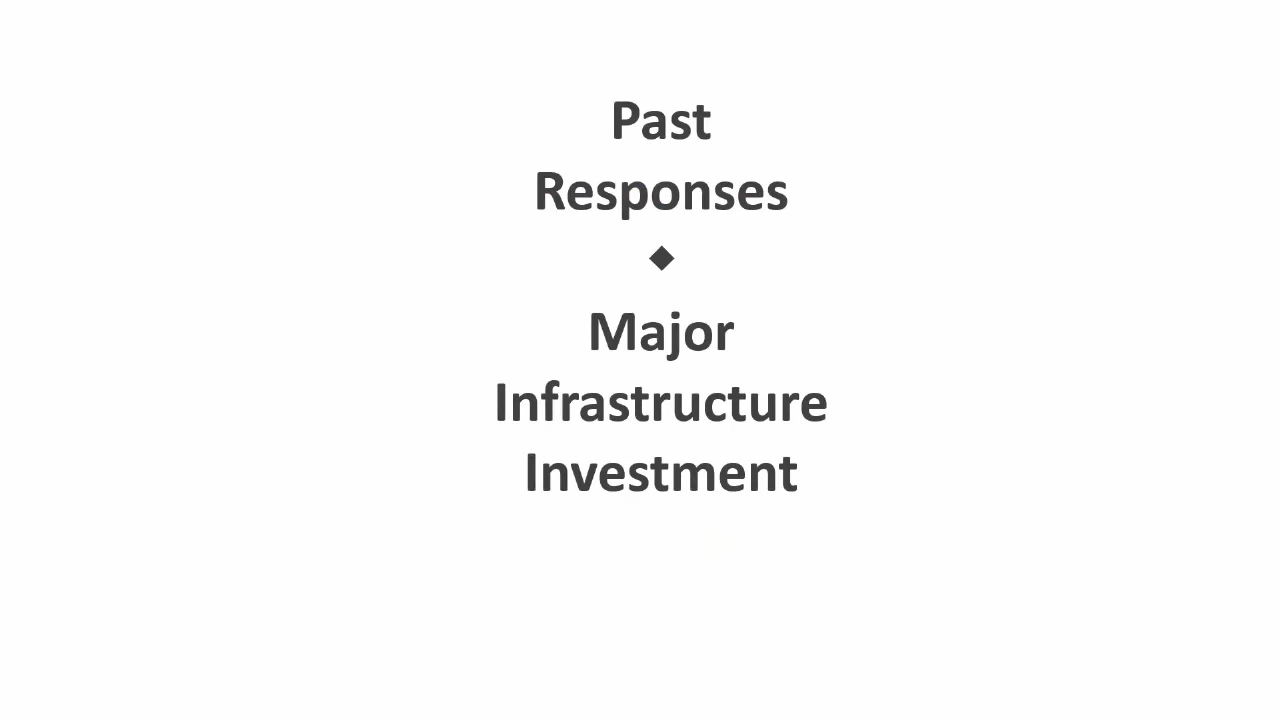 Past
Responses
◆
Major
Infrastructure
Investment